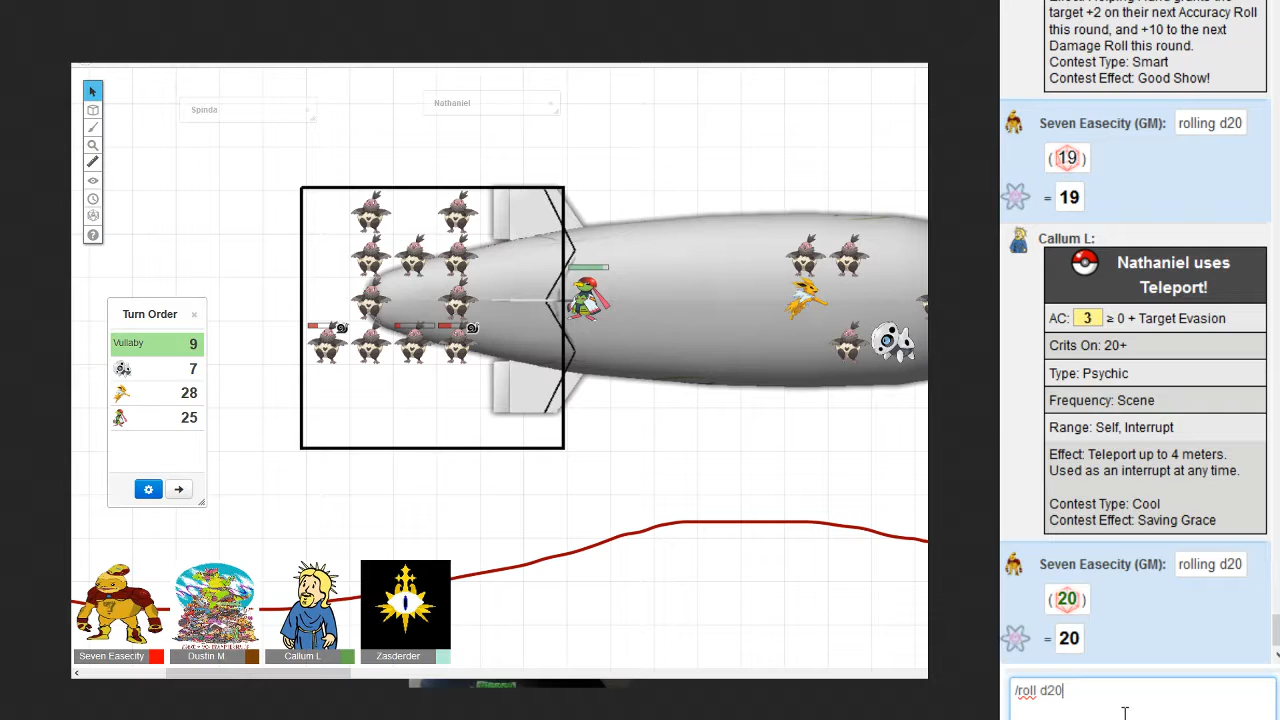 Effect: Helping Hand grants the
target +2 on their next Accuracy Roll
this round, and +10 to the next
Damage Roll this round.
Contest Type: Smart
Contest Effect: Good Show!
Spinda
Nathaniel
Seven Easecity (GM): rolling d20
(19)
= 19
Callum L:
Nathaniel uses
Teleport!
AC: 3 ≥ 0 + Target Evasion
Crits On: 20+
Type: Psychic
Frequency: Scene
Range: Self, Interrupt
Effect: Teleport up to 4 meters.
Used as an interrupt at any time.
Contest Type: Cool
Contest Effect: Saving Grace
Turn Order
Vullaby 9
7
28
25
Seven Easecity (GM): rolling d20
(20)
= 20
Seven Easecity
Dustin M
Callum L
Zasderder
/roll d20